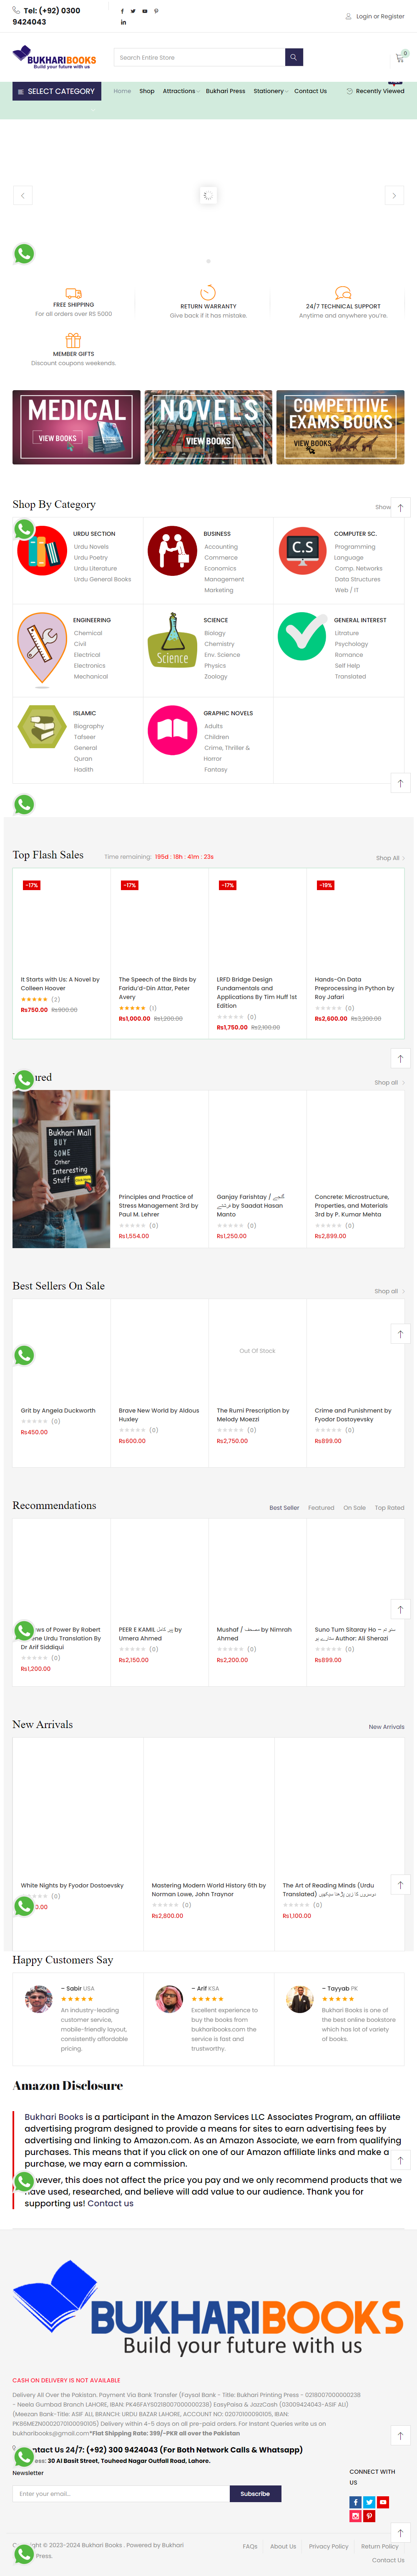 Tel: (+92) 0300
9424043
Login or Register
BUKHARIBOOKS
Build your future with us
Search Entire Store
0
SELECT CATEGORY
Home Shop Attractions Bukhari Press Stationery Contact Us
Recently Viewed
FREE SHIPPING
For all orders over RS 5000
RETURN WARRANTY
Give back if it has mistake.
24/7 TECHNICAL SUPPORT
Anytime and anywhere you're.
MEMBER GIFTS
Discount coupons weekends.
MEDICAL
VIEW BOOKS
NOVELS
VIEW BOOKS
COMPETITIVE
EXAMS BOOKS
VIEW BOOKS
Shop By Category
Show
URDU SECTION
Urdu Novels
Urdu Poetry
Urdu Literature
Urdu General Books
BUSINESS
Accounting
Commerce
Economics
Management
Marketing
C.S
COMPUTER SC.
Programming
Language
Comp. Networks
Data Structures
Web / IT
ENGINEERING
Chemical
Civil
Electrical
Electronics
Mechanical
Science
SCIENCE
Biology
Chemistry
Env. Science
Physics
Zoology
GENERAL INTEREST
Litrature
Psychology
Romance
Self Help
Translated
ISLAMIC
Biography
Tafseer
General
Quran
Hadith
GRAPHIC NOVELS
Adults
Children
Crime, Thriller &
Horror
Fantasy
Top Flash Sales
Time remaining: 195d : 18h : 41m : 23s
Shop All
-17%
It Starts with Us: A Novel by
Colleen Hoover
(2)
₨750.00 ₨900.00
-17%
The Speech of the Birds by
Faridu'd-Din Attar, Peter
Avery
(1)
₨1,000.00 ₨1,200.00
-17%
LRFD Bridge Design
Fundamentals and
Applications By Tim Huff 1st
Edition
(0)
₨1,750.00 ₨2,100.00
-19%
Hands-On Data
Preprocessing in Python by
Roy Jafari
(0)
₨2,600.00 ₨3,200.00
Shop all
Bukhari Mall
BUY
SOME
Other
Interesting
Stuff
Principles and Practice of
Stress Management 3rd by
Paul M. Lehrer
(0)
₨1,554.00
Ganjay Farishtay / گنجے
فرشتے by Saadat Hasan
Manto
(0)
₨1,250.00
Concrete: Microstructure,
Properties, and Materials
3rd by P. Kumar Mehta
(0)
₨2,899.00
Best Sellers On Sale
Shop all
Grit by Angela Duckworth
(0)
₨450.00
Brave New World by Aldous
Huxley
(0)
₨600.00
Out Of Stock
The Rumi Prescription by
Melody Moezzi
(0)
₨2,750.00
Crime and Punishment by
Fyodor Dostoyevsky
(0)
₨899.00
Recommendations
Best Seller Featured On Sale Top Rated
of Power By Robert
Urdu Translation By
Dr Arif Siddiqui
(0)
₨1,200.00
PEER E KAMIL پیر کامل by
Umera Ahmed
(0)
₨2,150.00
Mushaf / مصحف by Nimrah
Ahmed
(0)
₨2,200.00
Suno Tum Sitaray Ho – سنو تم
ستارے ہو Author: Ali Sherazi
(0)
₨899.00
New Arrivals
New Arrivals
White Nights by Fyodor Dostoevsky
(0)
Mastering Modern World History 6th by
Norman Lowe, John Traynor
(0)
₨2,800.00
The Art of Reading Minds (Urdu
Translated)
(0)
₨1,100.00
Happy Customers Say
– Sabir USA
An industry-leading
customer service,
mobile-friendly layout,
consistently affordable
pricing.
– Arif KSA
Excellent experience to
buy the books from
bukharibooks.com the
service is fast and
trustworthy.
– Tayyab PK
Bukhari Books is one of
the best online bookstore
which has lot of variety
of books.
Amazon Disclosure
Bukhari Books is a participant in the Amazon Services LLC Associates Program, an affiliate
advertising program designed to provide a means for sites to earn advertising fees by
advertising and linking to Amazon.com. As an Amazon Associate, we earn from qualifying
purchases. This means that if you click on one of our Amazon affiliate links and make a
purchase, we may earn a commission.
However, this does not affect the price you pay and we only recommend products that we
have used, researched, and believe will add value to our audience. Thank you for
supporting us! Contact us
BUKHARIBOOKS
Build your future with us
CASH ON DELIVERY IS NOT AVAILABLE
Delivery All Over the Pakistan. Payment Via Bank Transfer (Faysal Bank - Title: Bukhari Printing Press - 0218007000000238
- Neela Gumbad Branch LAHORE, IBAN: PK46FAYS0218007000000238) EasyPaisa & JazzCash (03009424043-ASIF ALI)
(Meezan Bank-Title: ASIF ALI, BRANCH: URDU BAZAR LAHORE, ACCOUNT NO: 02070100090105, IBAN:
PK86MEZN0002070100090105) Delivery within 4-5 days on all pre-paid orders. For Instant Queries write us on
bukharibooks@gmail.com*Flat Shipping Rate: 399/-PKR all over the Pakistan
Contact Us 24/7: (+92) 300 9424043 (For Both Network Calls & Whatsapp)
30 Al Basit Street, Touheed Nagar Outfall Road, Lahore.
Newsletter
Enter your email...
Subscribe
CONNECT WITH
US
© 2023-2024 Bukhari Books . Powered by Bukhari
Press.
FAQs About Us Privacy Policy Return Policy
Contact Us